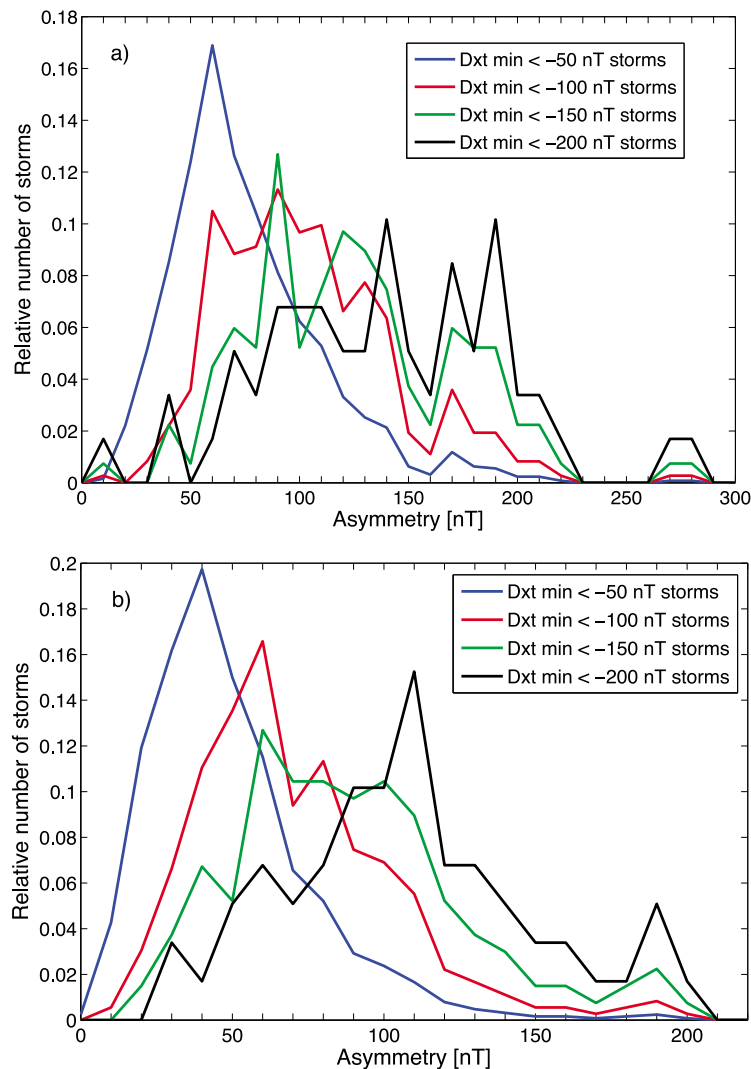 0.18
a)
Dxt min < −50 nT storms
Dxt min < −100 nT storms
Dxt min < −150 nT storms
Dxt min < −200 nT storms
0.16
0.14
0.12
0.1
0.08
0.06
0.04
0.02
0
Relative number of storms
0 50 100 150 200 250 300
Asymmetry [nT]
0.2
b)
Dxt min < −50 nT storms
Dxt min < −100 nT storms
Dxt min < −150 nT storms
Dxt min < −200 nT storms
0.18
0.16
0.14
0.12
0.1
0.08
0.06
0.04
0.02
0
Relative number of storms
0 50 100 150 200
Asymmetry [nT]